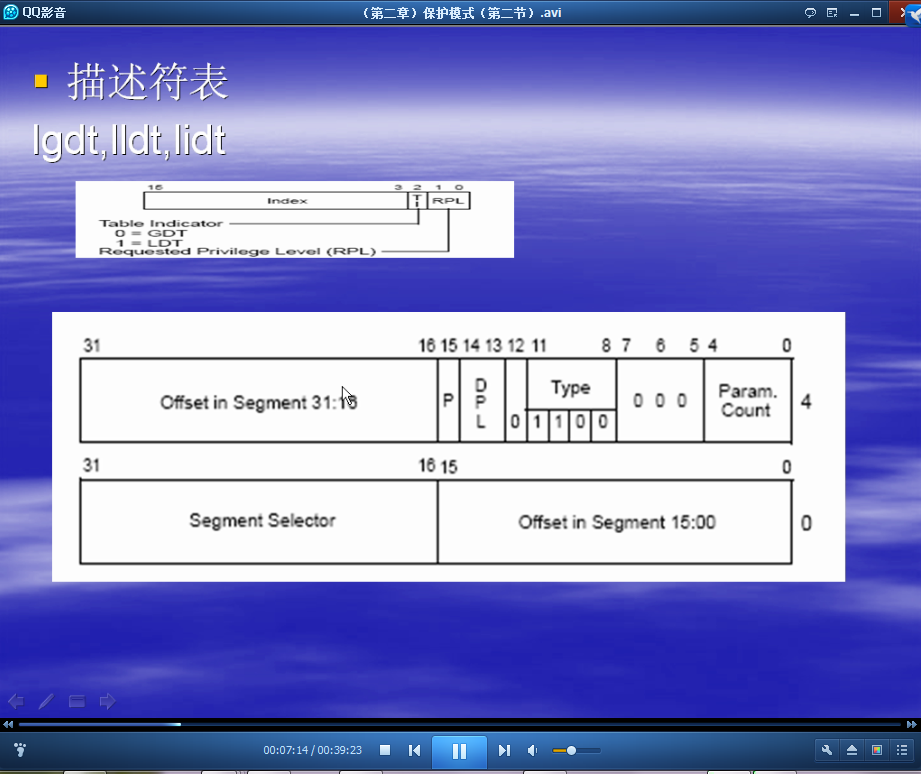 QQ影音
(第二章)保护模式(第二节).avi
描述符表
lgdt,lldt,lidt
15 3 2 1 0
Index TI RPL
Table Indicator
0 = GDT
1 = LDT
Requested Privilege Level (RPL)
31 16 15 14 13 12 11 8 7 6 5 4 0
Offset in Segment 31:16 P DPL 0 Type 1 1 0 0 0 0 0 Param. Count 4
31 16 15 0
Segment Selector Offset in Segment 15:00 0
00:07:14 / 00:39:23